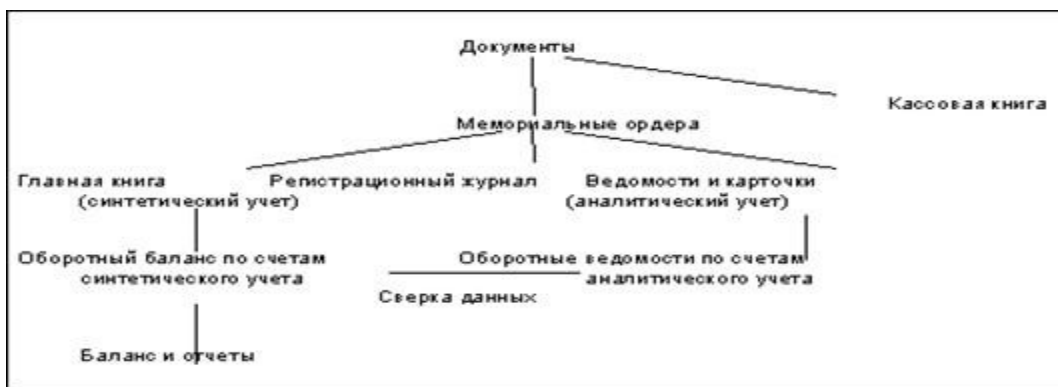 Документы
Кассовая книга
Мемориальные ордера
Главная книга Регистрационный журнал Ведомости и карточки
(синтетический учет) (аналитический учет)
Оборотный баланс по счетам Оборотные ведомости по счетам
синтетического учета аналитического учета
Сверка данных
Баланс и отчеты